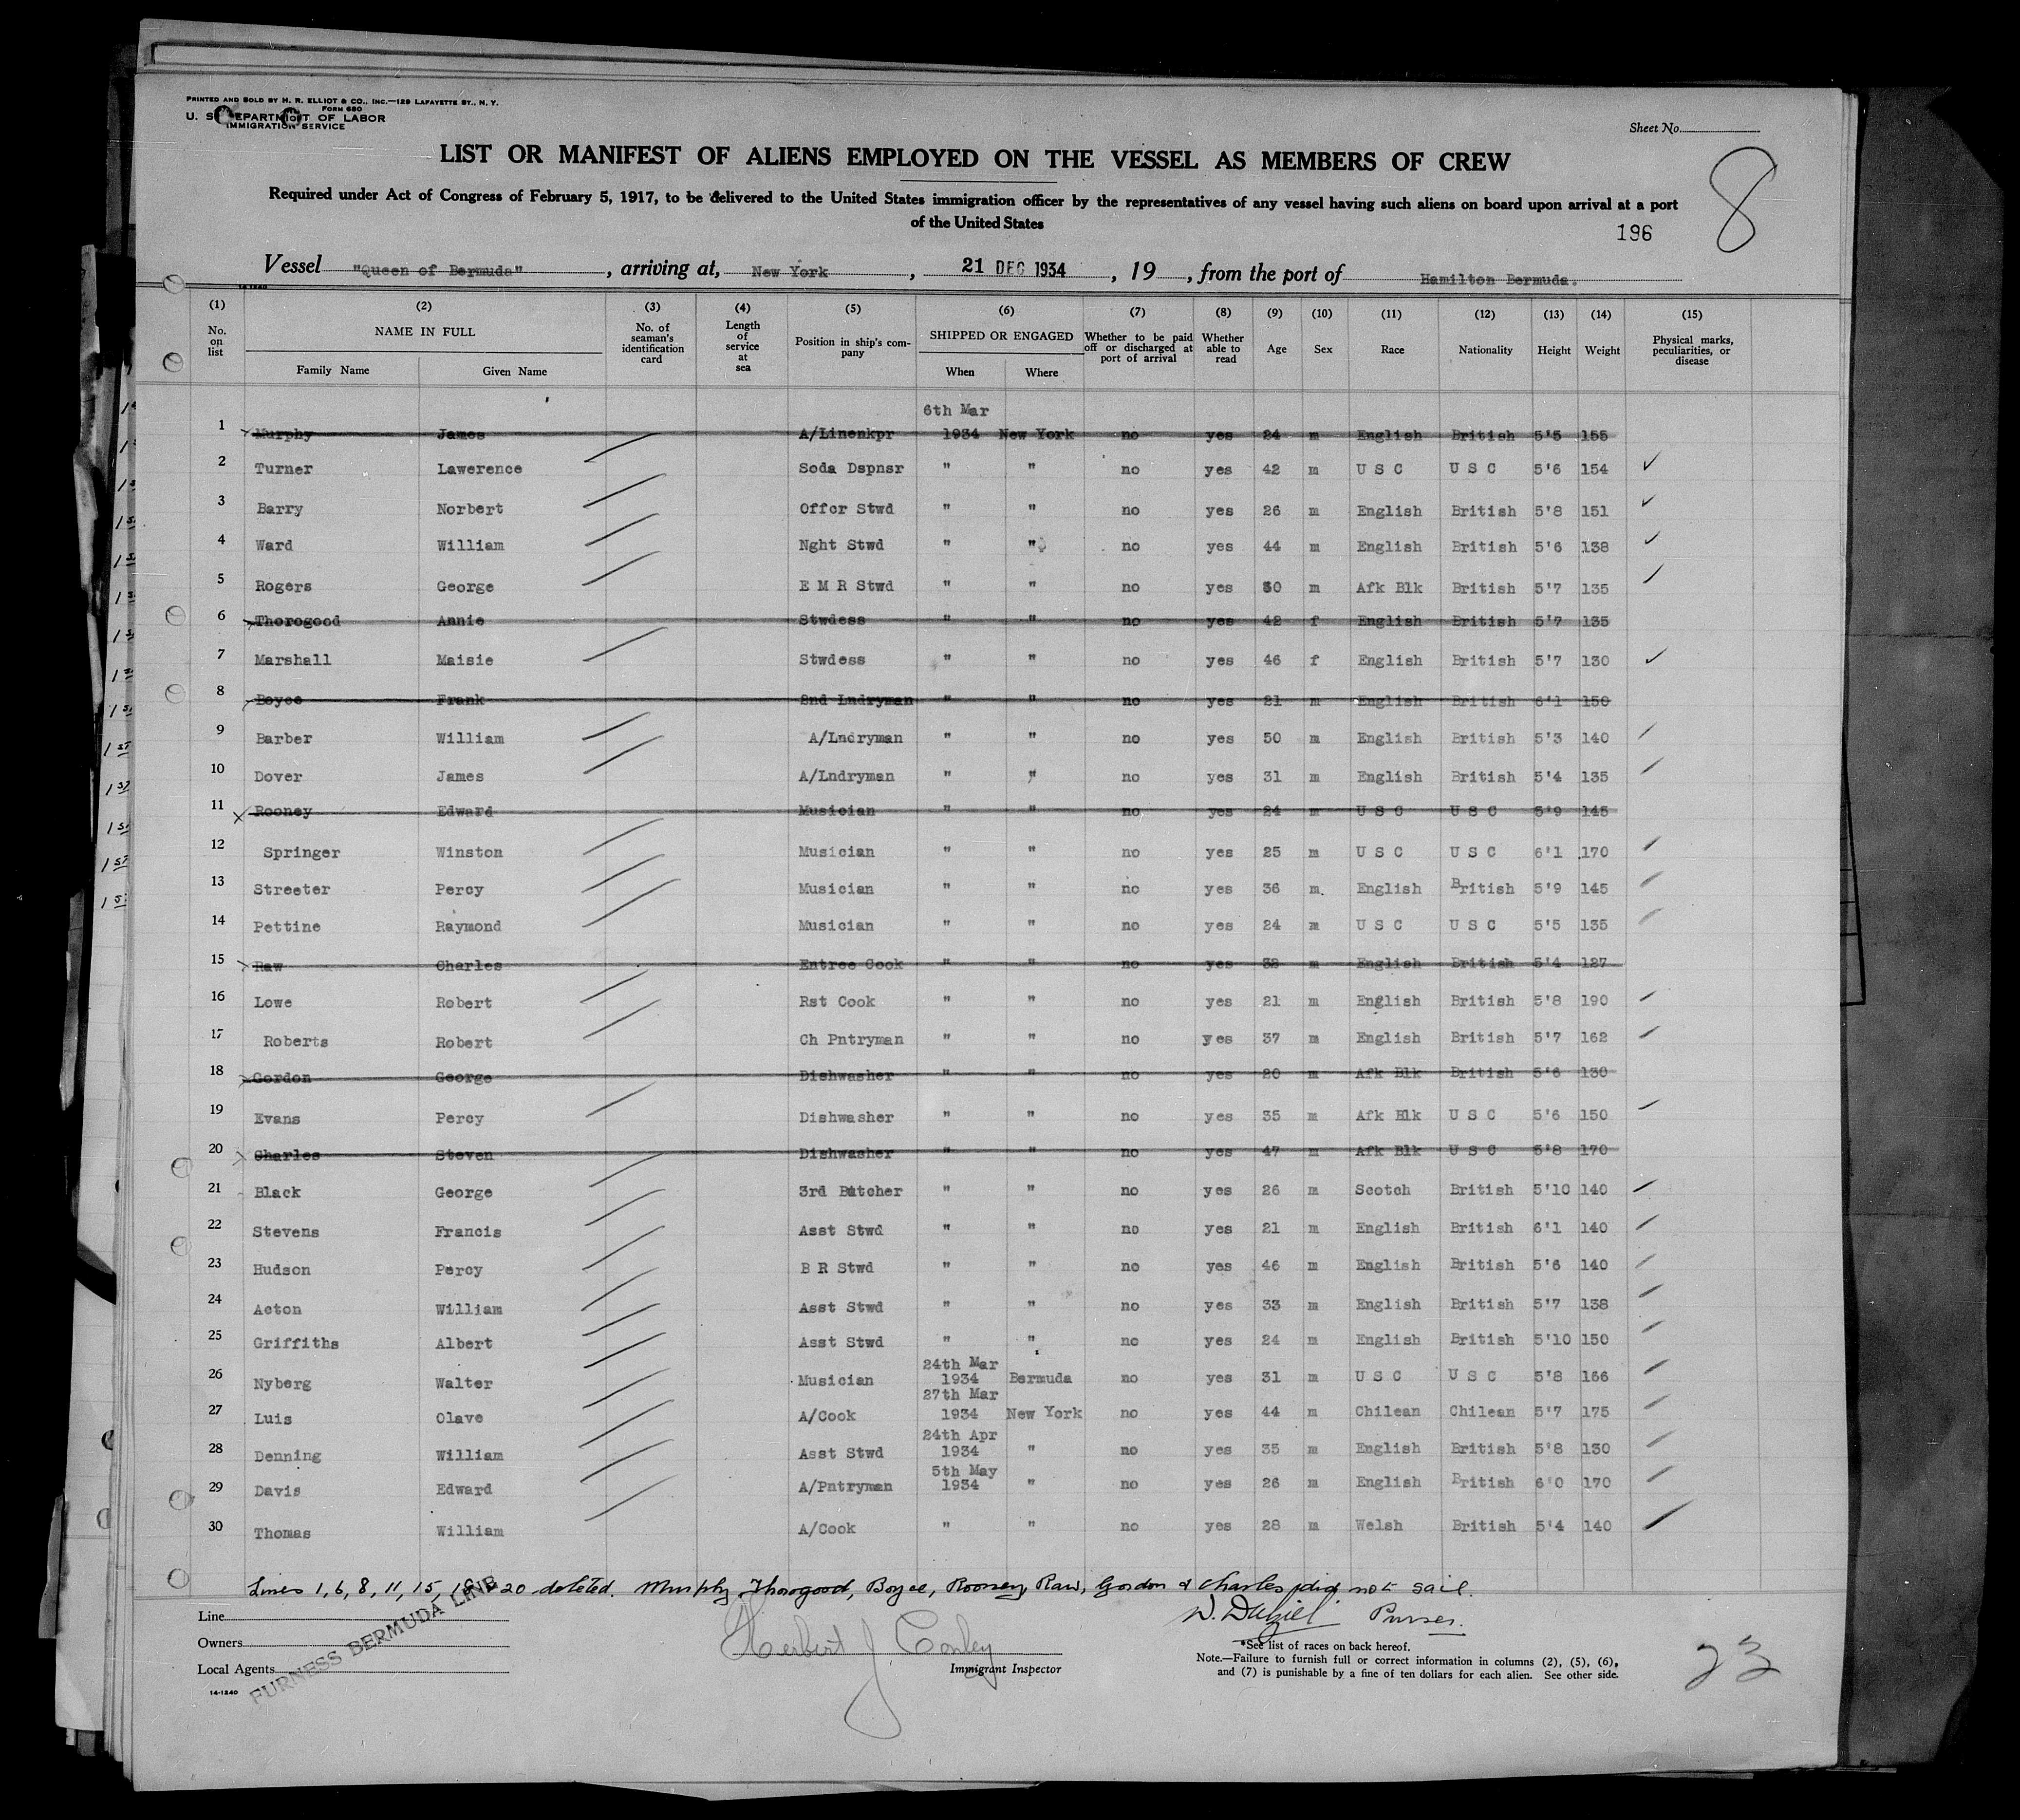 PRINTED AND SOLD BY H. R. ELLIOT & CO., INC.—129 LAFAYETTE ST., N. Y.
FORM 680
U. S. DEPARTMENT OF LABOR
IMMIGRATION SERVICE
Sheet No.
LIST OR MANIFEST OF ALIENS EMPLOYED ON THE VESSEL AS MEMBERS OF CREW
8
Required under Act of Congress of February 5, 1917, to be delivered to the United States immigration officer by the representatives of any vessel having such aliens on board upon arrival at a port
of the United States
196
Vessel "Queen of Bermuda", arriving at, New York, 21 DEC 1934, 19, from the port of Hamilton Bermuda.
14-1240
(1) (2) (3) (4) (5) (6) (7) (8) (9) (10) (11) (12) (13) (14) (15)
No. on list NAME IN FULL Family Name Given Name No. of seaman's identification card Length of service at sea Position in ship's company SHIPPED OR ENGAGED When Where Whether to be paid off or discharged at port of arrival Whether able to read Age Sex Race Nationality Height Weight Physical marks, peculiarities, or disease
6th Mar
1 Murphy James A/Linenkpr 1934 New York no yes 24 m English British 5'5 155
2 Turner Lawerence Soda Dspnsr " " no yes 42 m U S C U S C 5'6 154 ✓
3 Barry Norbert Offcr Stwd " " no yes 26 m English British 5'8 151 ✓
4 Ward William Nght Stwd " " no yes 44 m English British 5'6 138 ✓
5 Rogers George E M R Stwd " " no yes 30 m Afk Blk British 5'7 135 ✓
6 Thorogood Annie Stwdess " " no yes 42 f English British 5'7 135
7 Marshall Maisie Stwdess " " no yes 46 f English British 5'7 130 ✓
8 Boyce Frank 2nd Lndryman " " no yes 21 m English British 6'1 150
9 Barber William A/Lndryman " " no yes 50 m English British 5'3 140
10 Dover James A/Lndryman " " no yes 31 m English British 5'4 135
11 Rooney Edward Musician " " no yes 24 m U S C U S C 5'9 145
12 Springer Winston Musician " " no yes 25 m U S C U S C 6'1 170
13 Streeter Percy Musician " " no yes 36 m. English British 5'9 145
14 Pettine Raymond Musician " " no yes 24 m U S C U S C 5'5 135
15 Raw Charles Entree Cook " " no yes 38 m English British 5'4 127
16 Lowe Robert Rst Cook " " no yes 21 m English British 5'8 190
17 Roberts Robert Ch Pntryman " " no yes 37 m English British 5'7 162
18 Gordon George Dishwasher " " no yes 20 m Afk Blk British 5'6 130
19 Evans Percy Dishwasher " " no yes 35 m Afk Blk U S C 5'6 150
20 Charles Steven Dishwasher " " no yes 47 m Afk Blk U S C 5'8 170
21 Black George 3rd Butcher " " no yes 26 m Scotch British 5'10 140
22 Stevens Francis Asst Stwd " " no yes 21 m English British 6'1 140
23 Hudson Percy B R Stwd " " no yes 46 m English British 5'6 140
24 Acton William Asst Stwd " " no yes 33 m English British 5'7 138
25 Griffiths Albert Asst Stwd " " no yes 24 m English British 5'10 150
24th Mar
26 Nyberg Walter Musician 1934 Bermuda no yes 31 m U S C U S C 5'8 166
27th Mar
27 Luis Olave A/Cook 1934 New York no yes 44 m Chilean Chilean 5'7 175
24th Apr
28 Denning William Asst Stwd 1934 " no yes 35 m English British 5'8 130
5th May
29 Davis Edward A/Pntryman 1934 " no yes 26 m English British 6'0 170
30 Thomas William A/Cook " " no yes 28 m Welsh British 5'4 140
Lines 1, 6, 8, 11, 15, 18 & 20 deleted. Murphy, Thorogood, Boyce, Rooney, Raw, Gordon & Charles did not sail.
Purser.
Line
Owners
Local Agents
FURNESS BERMUDA LINE
Herbert J Conley
Immigrant Inspector
*See list of races on back hereof.
Note.—Failure to furnish full or correct information in columns (2), (5), (6),
and (7) is punishable by a fine of ten dollars for each alien. See other side.
14-1240
23